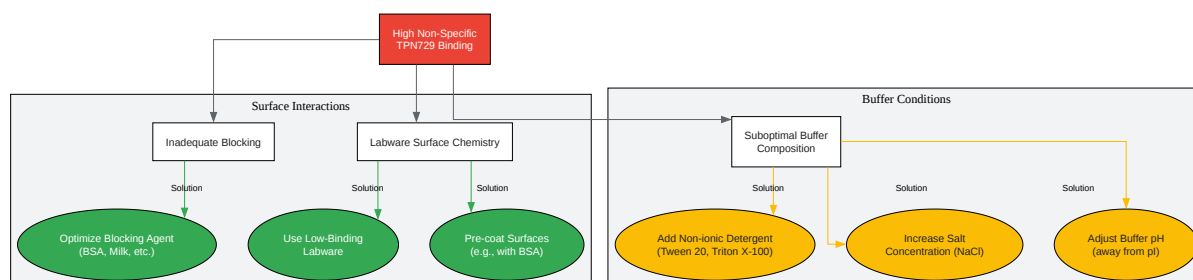 High Non-Specific
TPN729 Binding
Surface Interactions
Buffer Conditions
Inadequate Blocking
Labware Surface Chemistry
Suboptimal Buffer
Composition
Solution
Solution
Solution
Solution
Solution
Solution
Optimize Blocking Agent
(BSA, Milk, etc.)
Use Low-Binding
Labware
Pre-coat Surfaces
(e.g., with BSA)
Add Non-ionic Detergent
(Tween 20, Triton X-100)
Increase Salt
Concentration (NaCl)
Adjust Buffer pH
(away from pI)